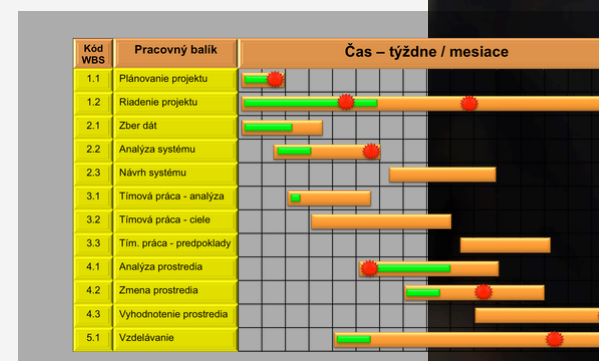 Kód WBS Pracovný balík Čas – týždne / mesiace
1.1 Plánovanie projektu
1.2 Riadenie projektu
2.1 Zber dát
2.2 Analýza systému
2.3 Návrh systému
3.1 Tímová práca - analýza
3.2 Tímová práca - ciele
3.3 Tím. práca - predpoklady
4.1 Analýza prostredia
4.2 Zmena prostredia
4.3 Vyhodnotenie prostredia
5.1 Vzdelávanie